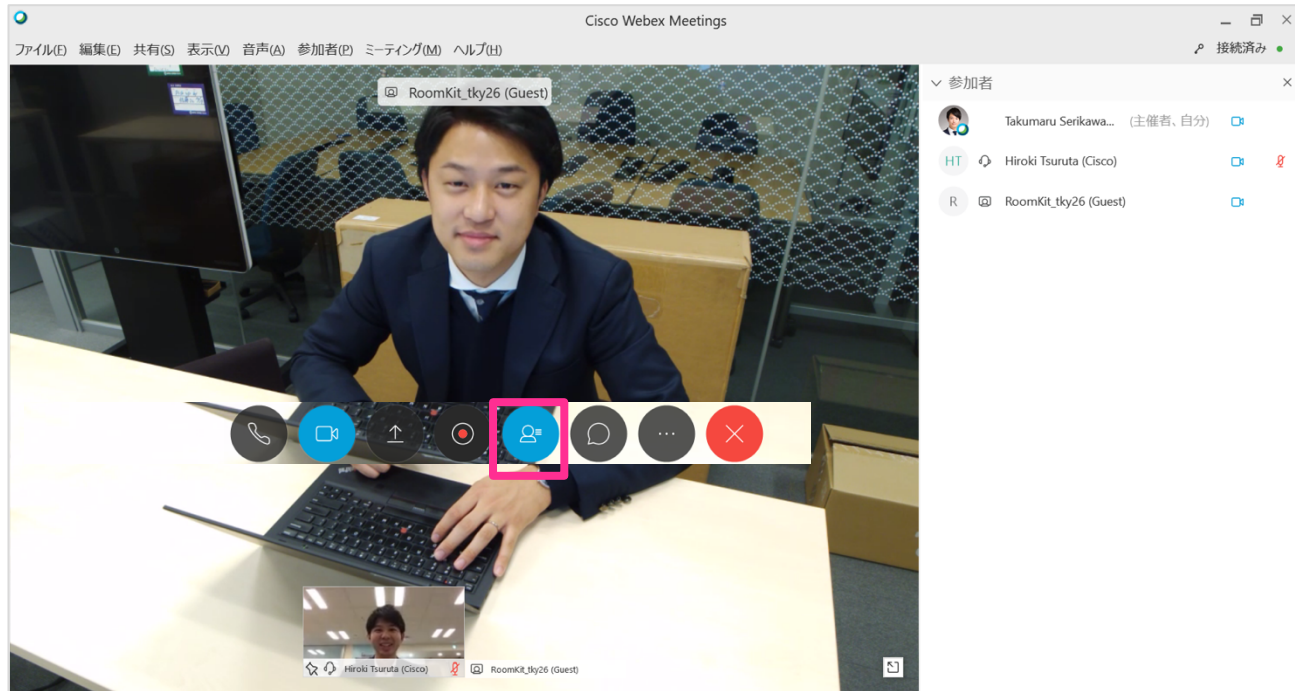 Cisco Webex Meetings
ファイル(F) 編集(E) 共有(S) 表示(V) 音声(A) 参加者(P) ミーティング(M) ヘルプ(H)
接続済み
RoomKit_tky26 (Guest)
参加者
Takumaru Serikawa... (主催者、自分)
HT Hiroki Tsuruta (Cisco)
R RoomKit_tky26 (Guest)
ThinkPad
Hiroki Tsuruta (Cisco)
RoomKit_tky26 (Guest)